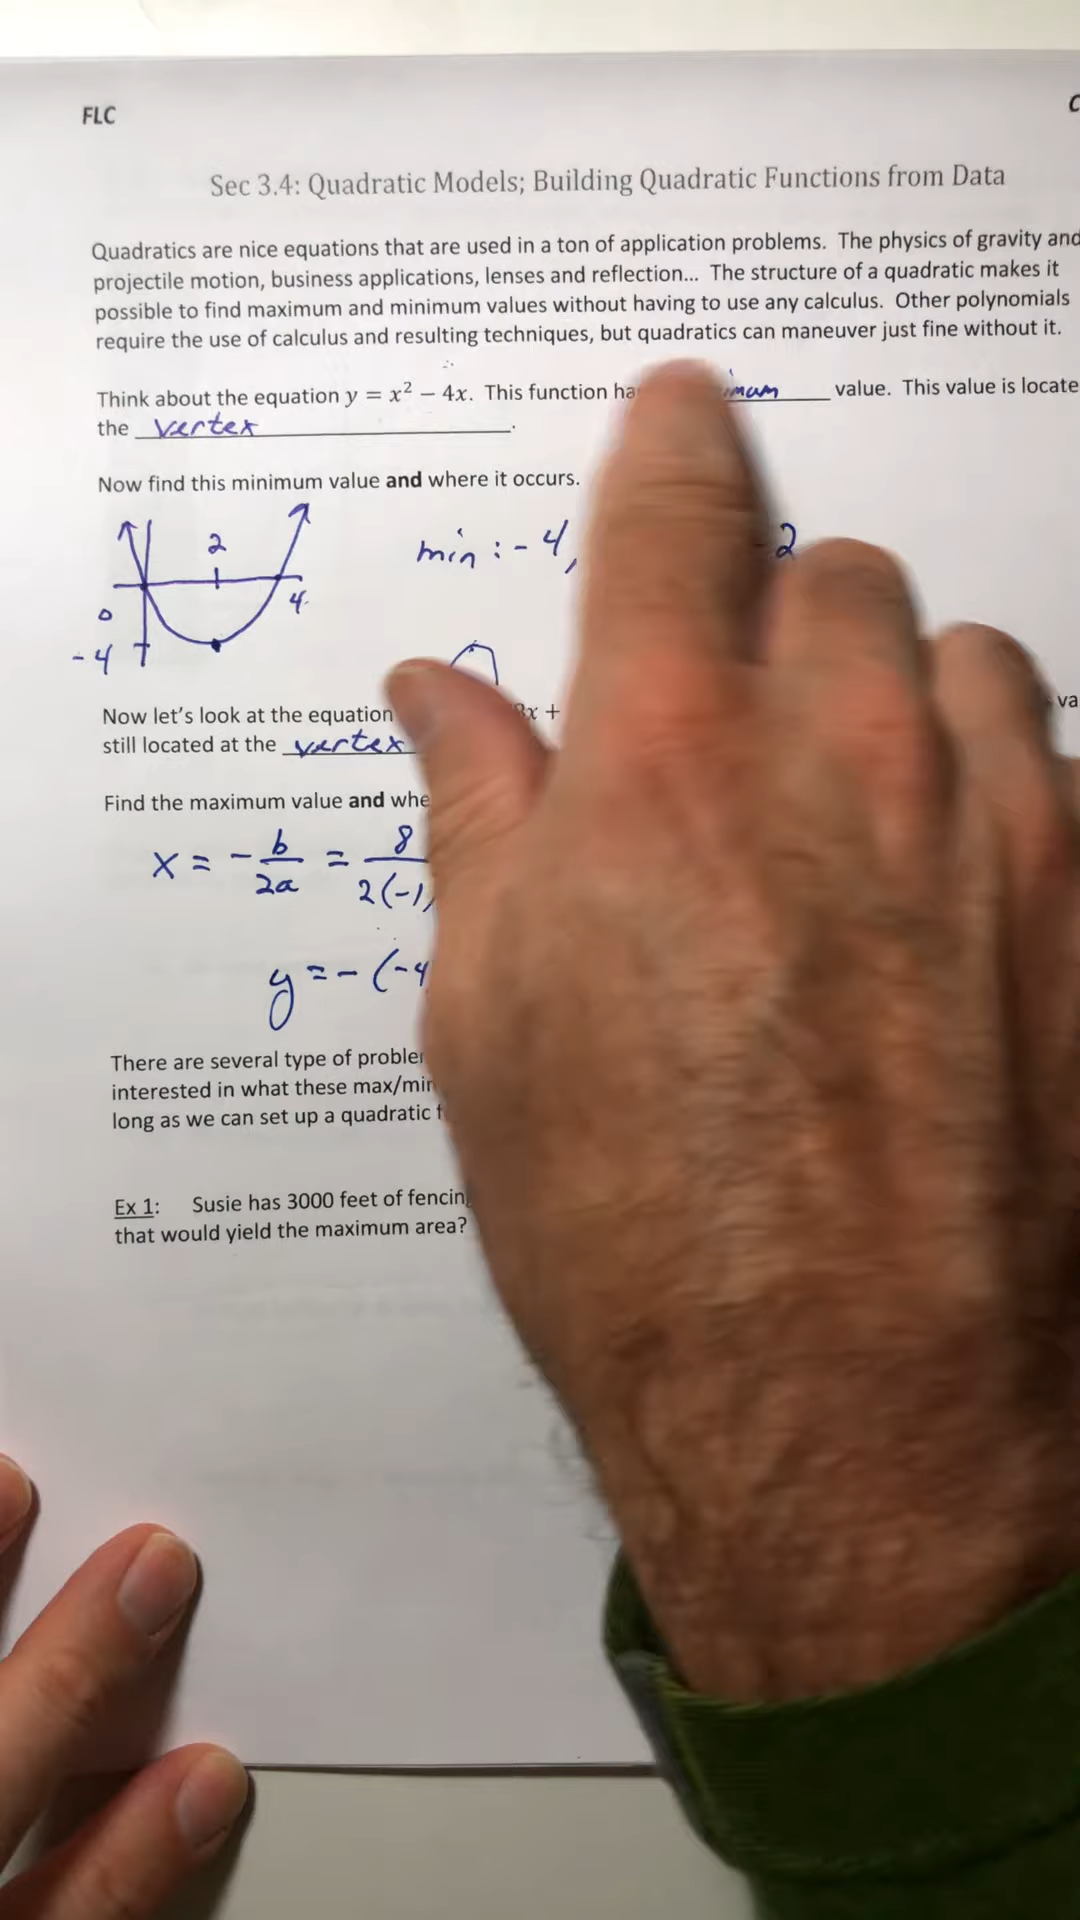 FLC
Sec 3.4: Quadratic Models; Building Quadratic Functions from Data
Quadratics are nice equations that are used in a ton of application problems. The physics of gravity and
projectile motion, business applications, lenses and reflection... The structure of a quadratic makes it
possible to find maximum and minimum values without having to use any calculus. Other polynomials
require the use of calculus and resulting techniques, but quadratics can maneuver just fine without it.
Think about the equation y = x² − 4x. This function value. This value is
the vertex.
Now find this minimum value and where it occurs.
2
min : -4, 2
0 4
-4
Now let's look at the equation x +
still located at the vertex
Find the maximum value and
x = - b/2a = 8/2(-1
y = - (-4
There are several type of
interested in what these
long as we can set up a quadratic
Ex 1: Susie has 3000 feet of
that would yield the maximum area?